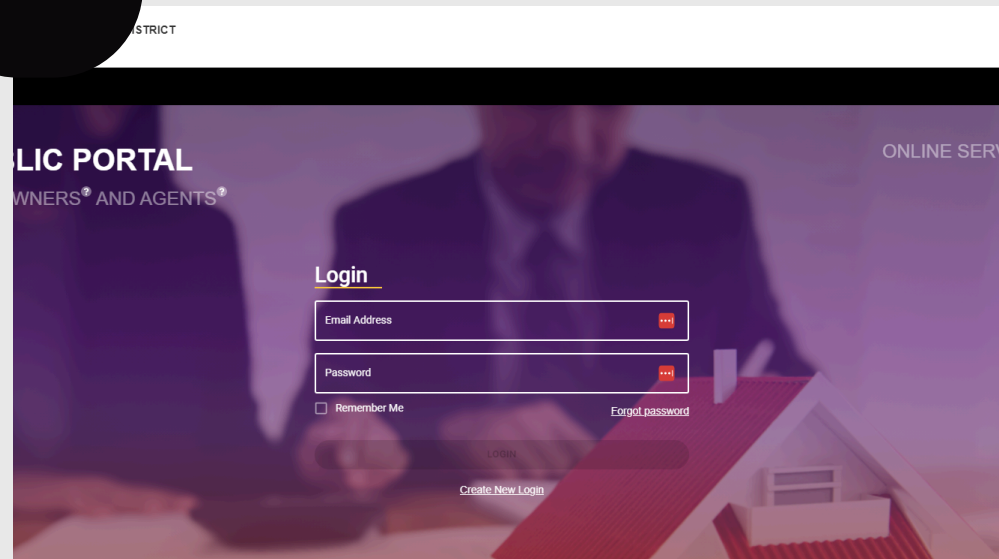 ISTRICT
LIC PORTAL
ONLINE SERV
WNERS? AND AGENTS?
Login
Email Address
Password
Remember Me
Forgot password
LOGIN
Create New Login